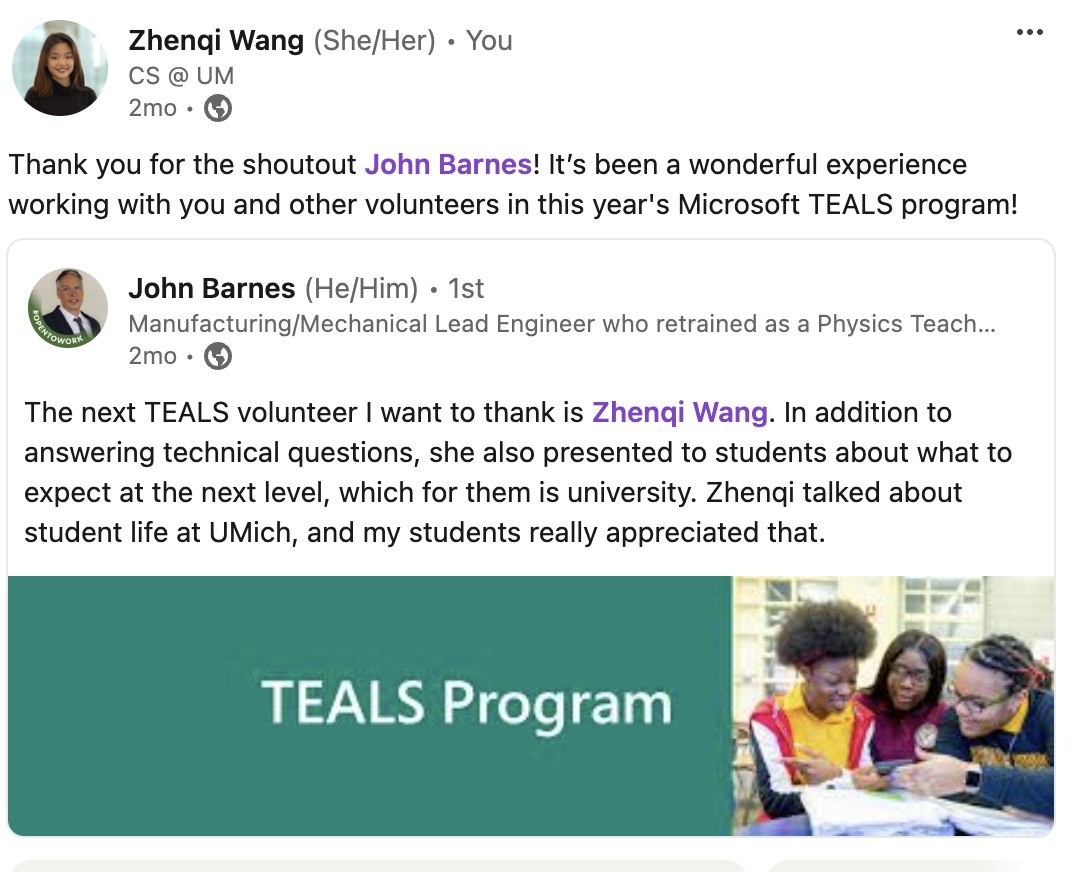 Zhenqi Wang (She/Her) • You
CS @ UM
2mo •
Thank you for the shoutout John Barnes! It’s been a wonderful experience
working with you and other volunteers in this year's Microsoft TEALS program!
John Barnes (He/Him) • 1st
#OPENTOWORK
Manufacturing/Mechanical Lead Engineer who retrained as a Physics Teach...
2mo •
The next TEALS volunteer I want to thank is Zhenqi Wang. In addition to
answering technical questions, she also presented to students about what to
expect at the next level, which for them is university. Zhenqi talked about
student life at UMich, and my students really appreciated that.
TEALS Program